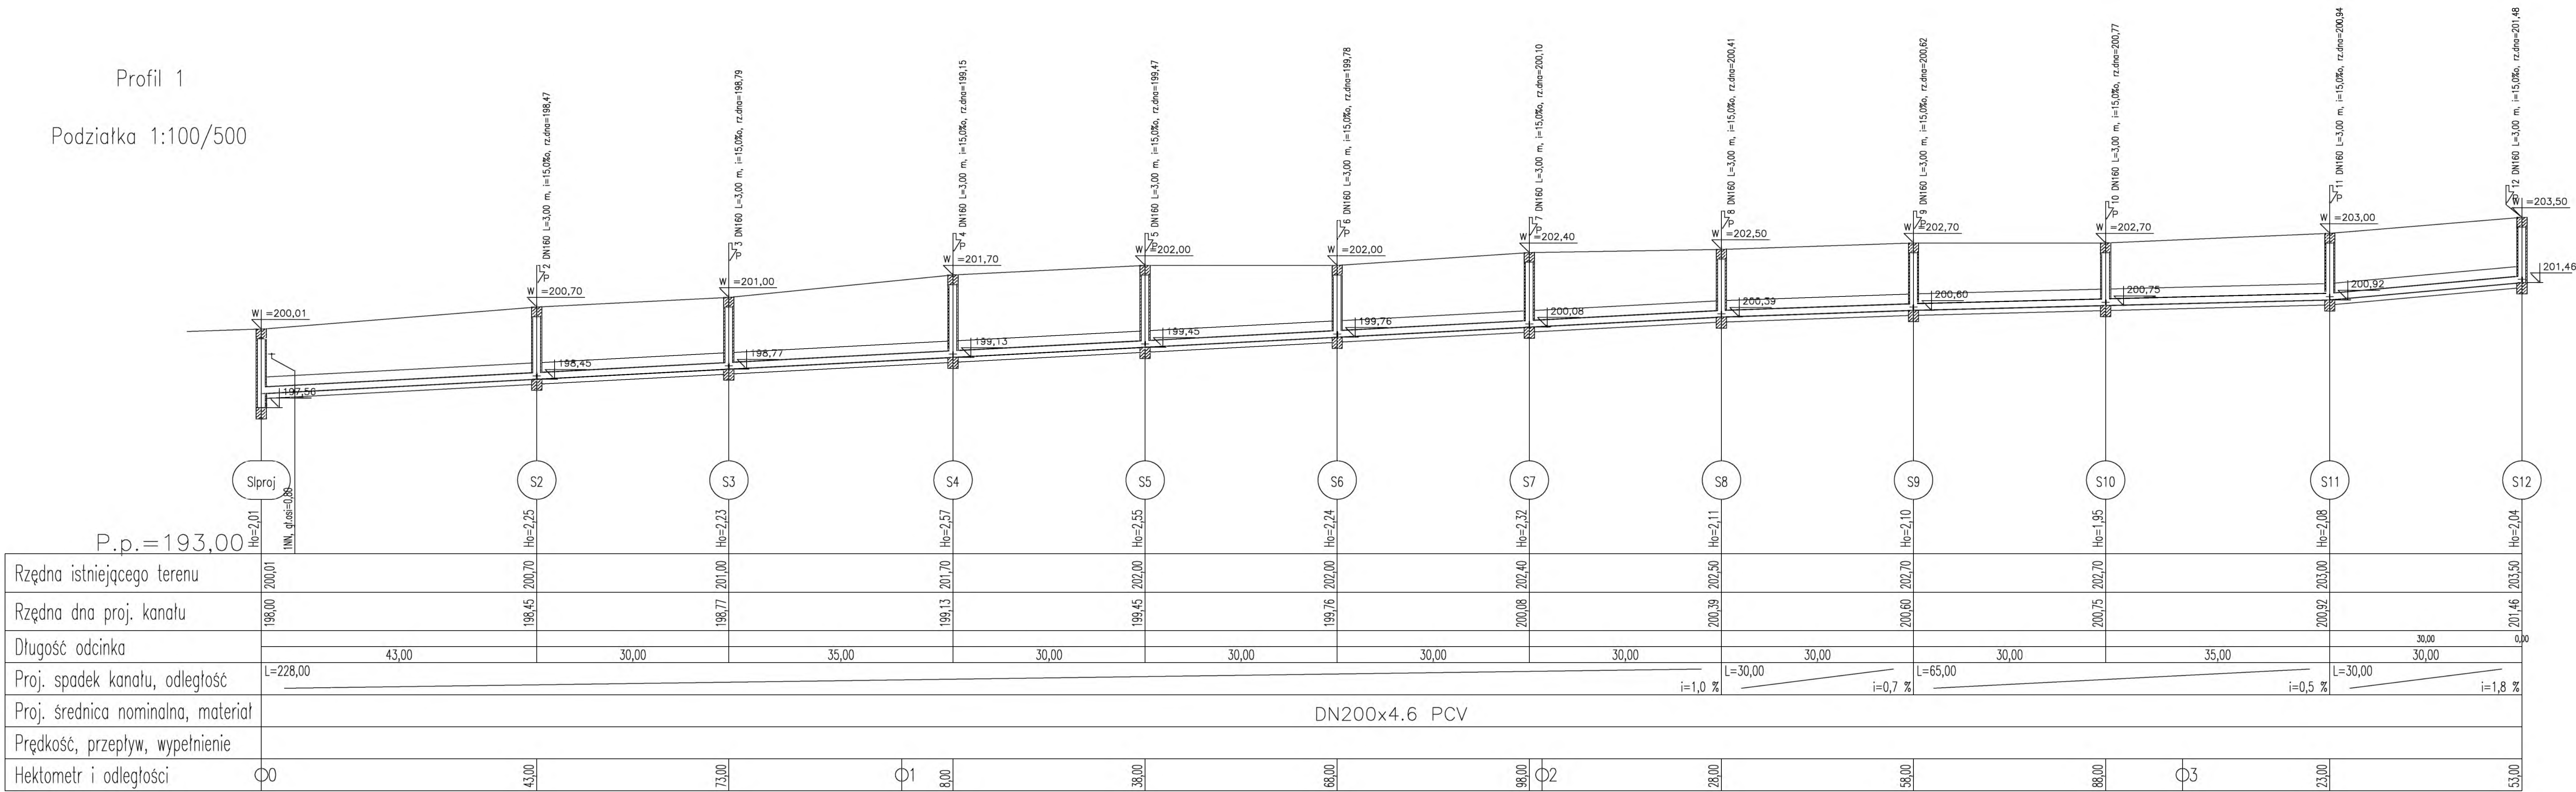 Profil 1
Podziałka 1:100/500
2 DN160 L=3,00 m, i=15,0‰, rz.dna=198,47
3 DN160 L=3,00 m, i=15,0‰, rz.dna=198,79
4 DN160 L=3,00 m, i=15,0‰, rz.dna=199,15
5 DN160 L=3,00 m, i=15,0‰, rz.dna=199,47
6 DN160 L=3,00 m, i=15,0‰, rz.dna=199,78
7 DN160 L=3,00 m, i=15,0‰, rz.dna=200,10
8 DN160 L=3,00 m, i=15,0‰, rz.dna=200,41
9 DN160 L=3,00 m, i=15,0‰, rz.dna=200,62
10 DN160 L=3,00 m, i=15,0‰, rz.dna=200,77
11 DN160 L=3,00 m, i=15,0‰, rz.dna=200,94
12 DN160 L=3,00 m, i=15,0‰, rz.dna=201,48
P P P P P P P P P P P
W =200,01 W =200,70 W =201,00 W =201,70 W =202,00 W =202,00 W =202,40 W =202,50 W =202,70 W =202,70 W =203,00 W =203,50
197,56 198,45 198,77 199,13 199,45 199,76 200,08 200,39 200,60 200,75 200,92 201,46
SIproj S2 S3 S4 S5 S6 S7 S8 S9 S10 S11 S12
1NN, gł.osi=0,80
P.p.=193,00
Ho=2,01 Ho=2,25 Ho=2,23 Ho=2,57 Ho=2,55 Ho=2,24 Ho=2,32 Ho=2,11 Ho=2,10 Ho=1,95 Ho=2,08 Ho=2,04
Rzędna istniejącego terenu 200,01 200,70 201,00 201,70 202,00 202,00 202,40 202,50 202,70 202,70 203,00 203,50
Rzędna dna proj. kanału 198,00 198,45 198,77 199,13 199,45 199,76 200,08 200,39 200,60 200,75 200,92 201,46
30,00 0,00
Długość odcinka 43,00 30,00 35,00 30,00 30,00 30,00 30,00 30,00 30,00 35,00 30,00
Proj. spadek kanału, odległość L=228,00 i=1,0 % L=30,00 i=0,7 % L=65,00 i=0,5 % L=30,00 i=1,8 %
Proj. średnica nominalna, materiał DN200x4.6 PCV
Prędkość, przepływ, wypełnienie
Hektometr i odległości 0 43,00 73,00 1 8,00 38,00 68,00 98,00 2 28,00 58,00 88,00 3 23,00 53,00